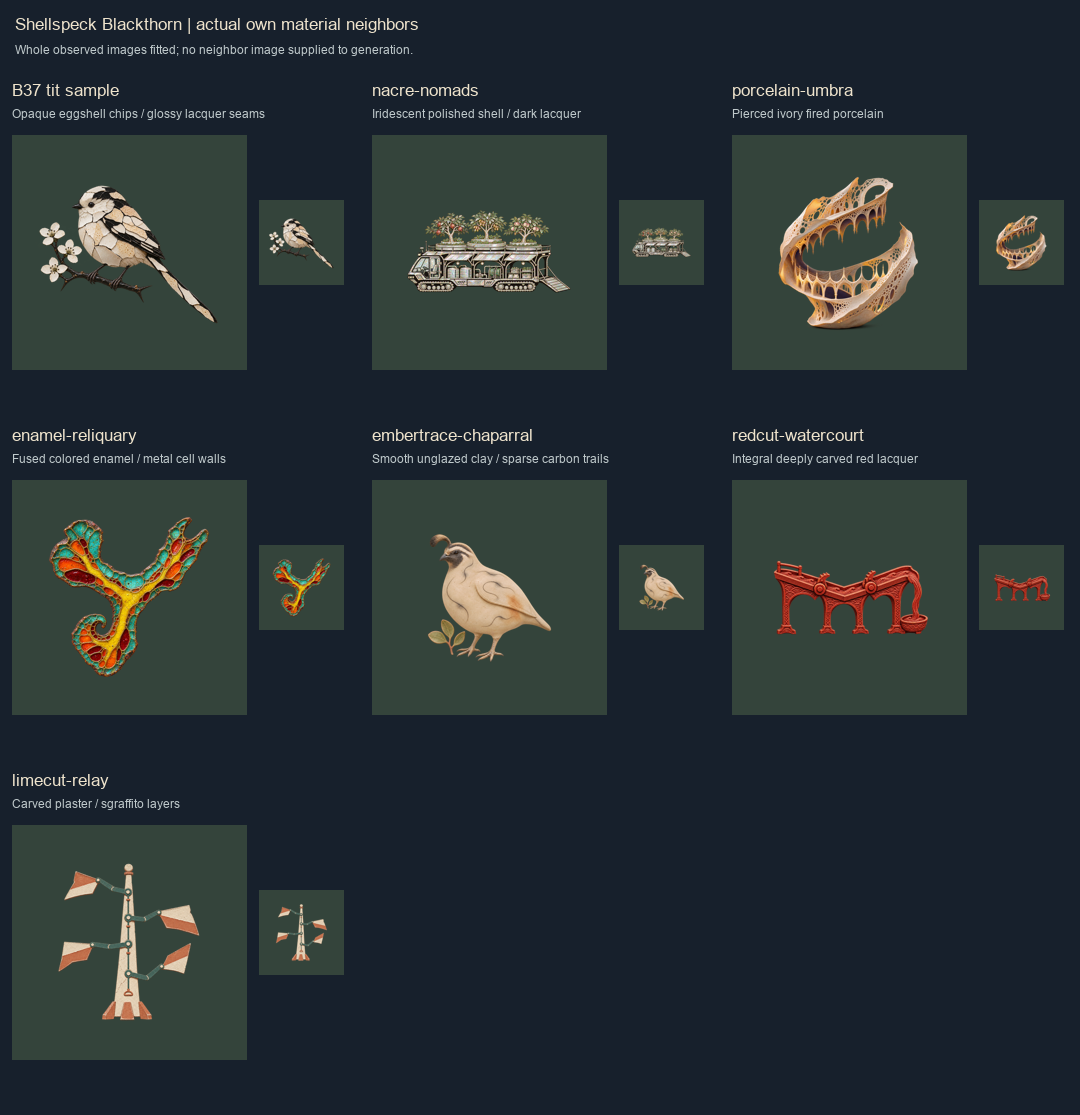 Shellspeck Blackthorn | actual own material neighbors
Whole observed images fitted; no neighbor image supplied to generation.
B37 tit sample
Opaque eggshell chips / glossy lacquer seams
nacre-nomads
Iridescent polished shell / dark lacquer
porcelain-umbra
Pierced ivory fired porcelain
enamel-reliquary
Fused colored enamel / metal cell walls
embertrace-chaparral
Smooth unglazed clay / sparse carbon trails
redcut-watercourt
Integral deeply carved red lacquer
limecut-relay
Carved plaster / sgraffito layers